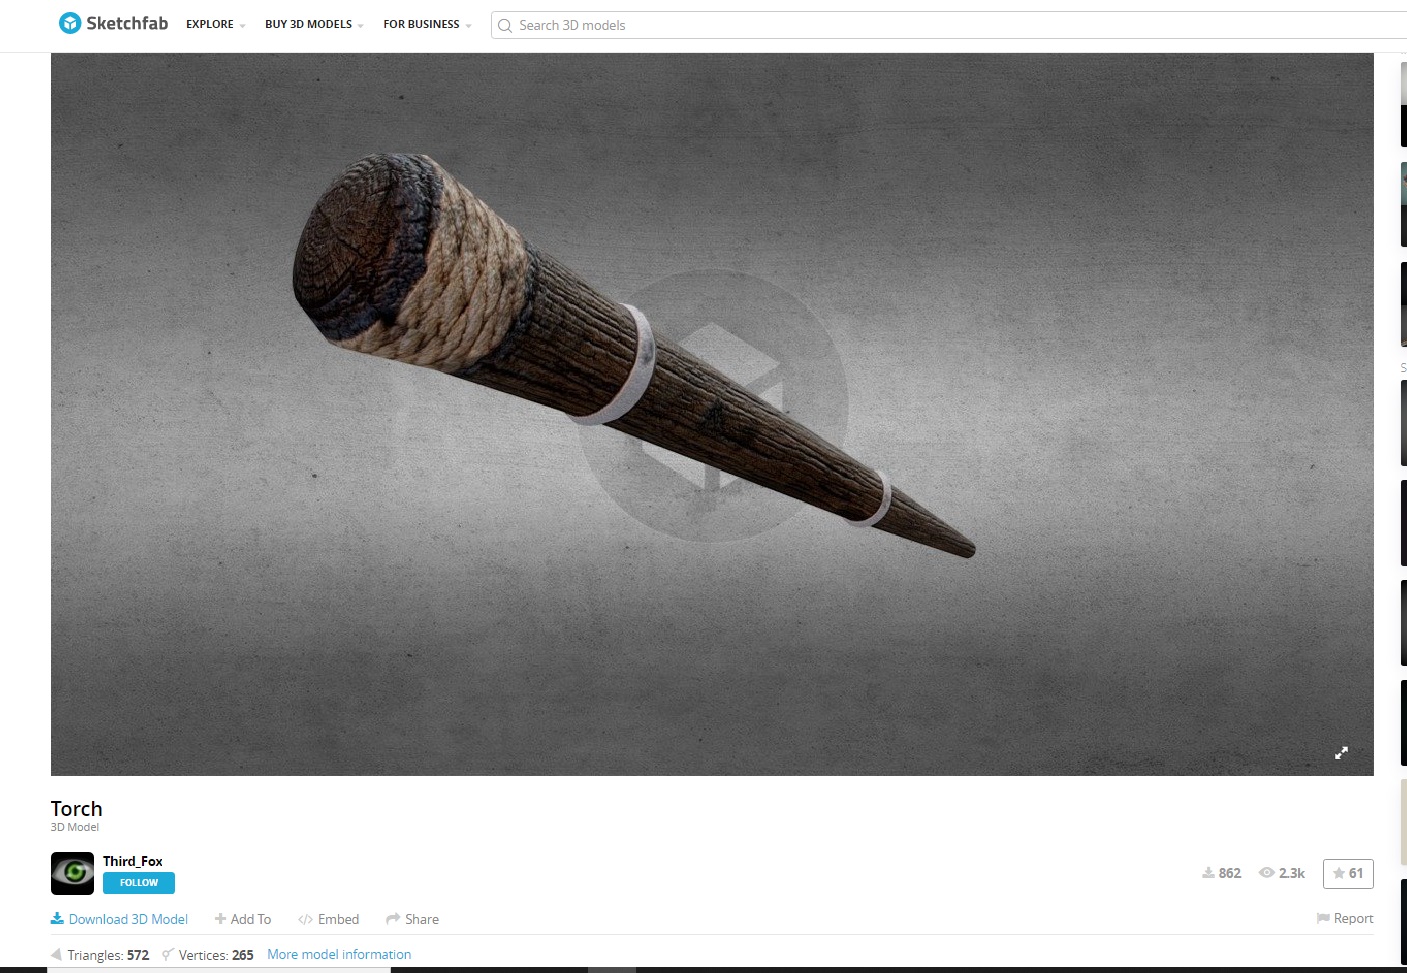 Sketchfab EXPLORE BUY 3D MODELS FOR BUSINESS Search 3D models
Torch
3D Model
Third_Fox
FOLLOW
862 2.3k 61
Download 3D Model Add To Embed Share Report
Triangles: 572 Vertices: 265 More model information